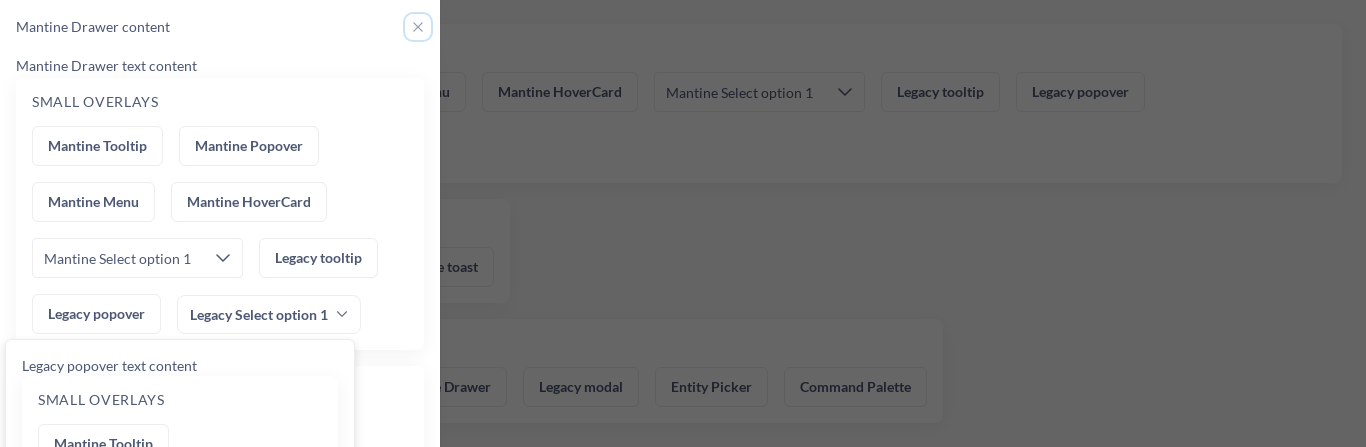 Mantine Drawer content
Mantine Drawer text content
SMALL OVERLAYS
Mantine Tooltip Mantine Popover
Mantine Menu Mantine HoverCard
Mantine Select option 1 Legacy tooltip
Legacy popover Legacy Select option 1
Legacy popover text content
SMALL OVERLAYS
Mantine Tooltip
Mantine HoverCard Mantine Select option 1 Legacy tooltip Legacy popover
toast
Drawer Legacy modal Entity Picker Command Palette